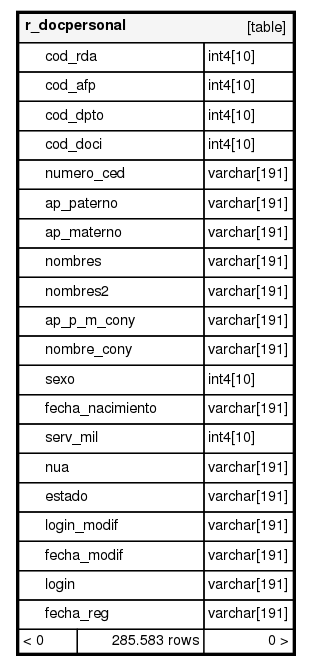 r_docpersonal [table]
cod_rda int4[10]
cod_afp int4[10]
cod_dpto int4[10]
cod_doci int4[10]
numero_ced varchar[191]
ap_paterno varchar[191]
ap_materno varchar[191]
nombres varchar[191]
nombres2 varchar[191]
ap_p_m_cony varchar[191]
nombre_cony varchar[191]
sexo int4[10]
fecha_nacimiento varchar[191]
serv_mil int4[10]
nua varchar[191]
estado varchar[191]
login_modif varchar[191]
fecha_modif varchar[191]
login varchar[191]
fecha_reg varchar[191]
< 0 285.583 rows 0 >